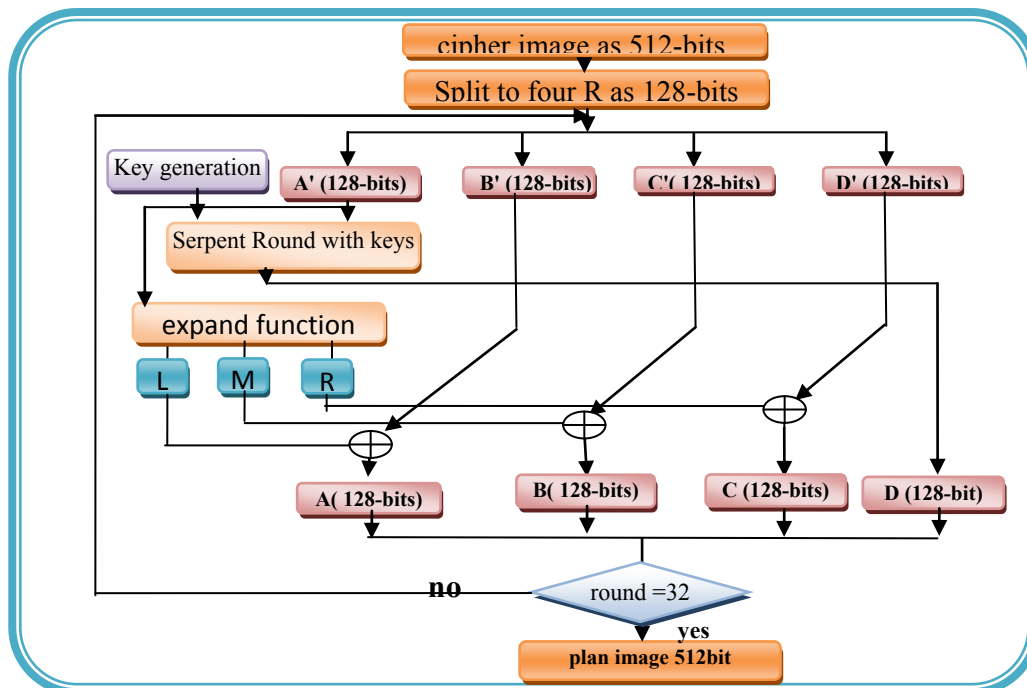 cipher image as 512-bits
Split to four R as 128-bits
Key generation
A' (128-bits)
B' (128-bits)
C'( 128-bits)
D' (128-bits)
Serpent Round with keys
expand function
L
M
R
A( 128-bits)
B( 128-bits)
C (128-bits)
D (128-bit)
no
round =32
yes
plan image 512bit